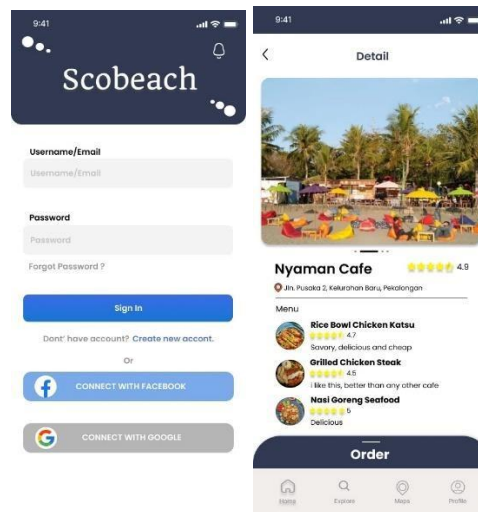 9:41
Scobeach
Username/Email
Username/Email
Password
Password
Forgot Password ?
Sign In
Dont' have account? Create new accont.
Or
CONNECT WITH FACEBOOK
CONNECT WITH GOOGLE
9:41
Detail
Nyaman Cafe 4.9
Jln. Pusaka 2, Kelurahan Baru, Pekalongan
Menu
Rice Bowl Chicken Katsu
4.7
Savory, delicious and cheap
Grilled Chicken Steak
4.5
i like this, better than any other cafe
Nasi Goreng Seafood
5
Delicious
Order
Home Explore Maps Profile